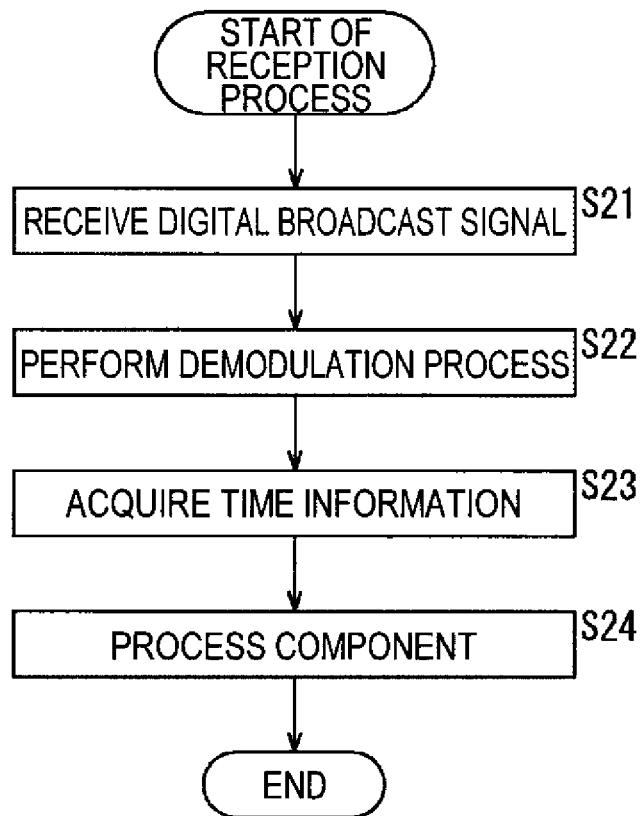 START OF
RECEPTION
PROCESS
RECEIVE DIGITAL BROADCAST SIGNAL S21
PERFORM DEMODULATION PROCESS S22
ACQUIRE TIME INFORMATION S23
PROCESS COMPONENT S24
END